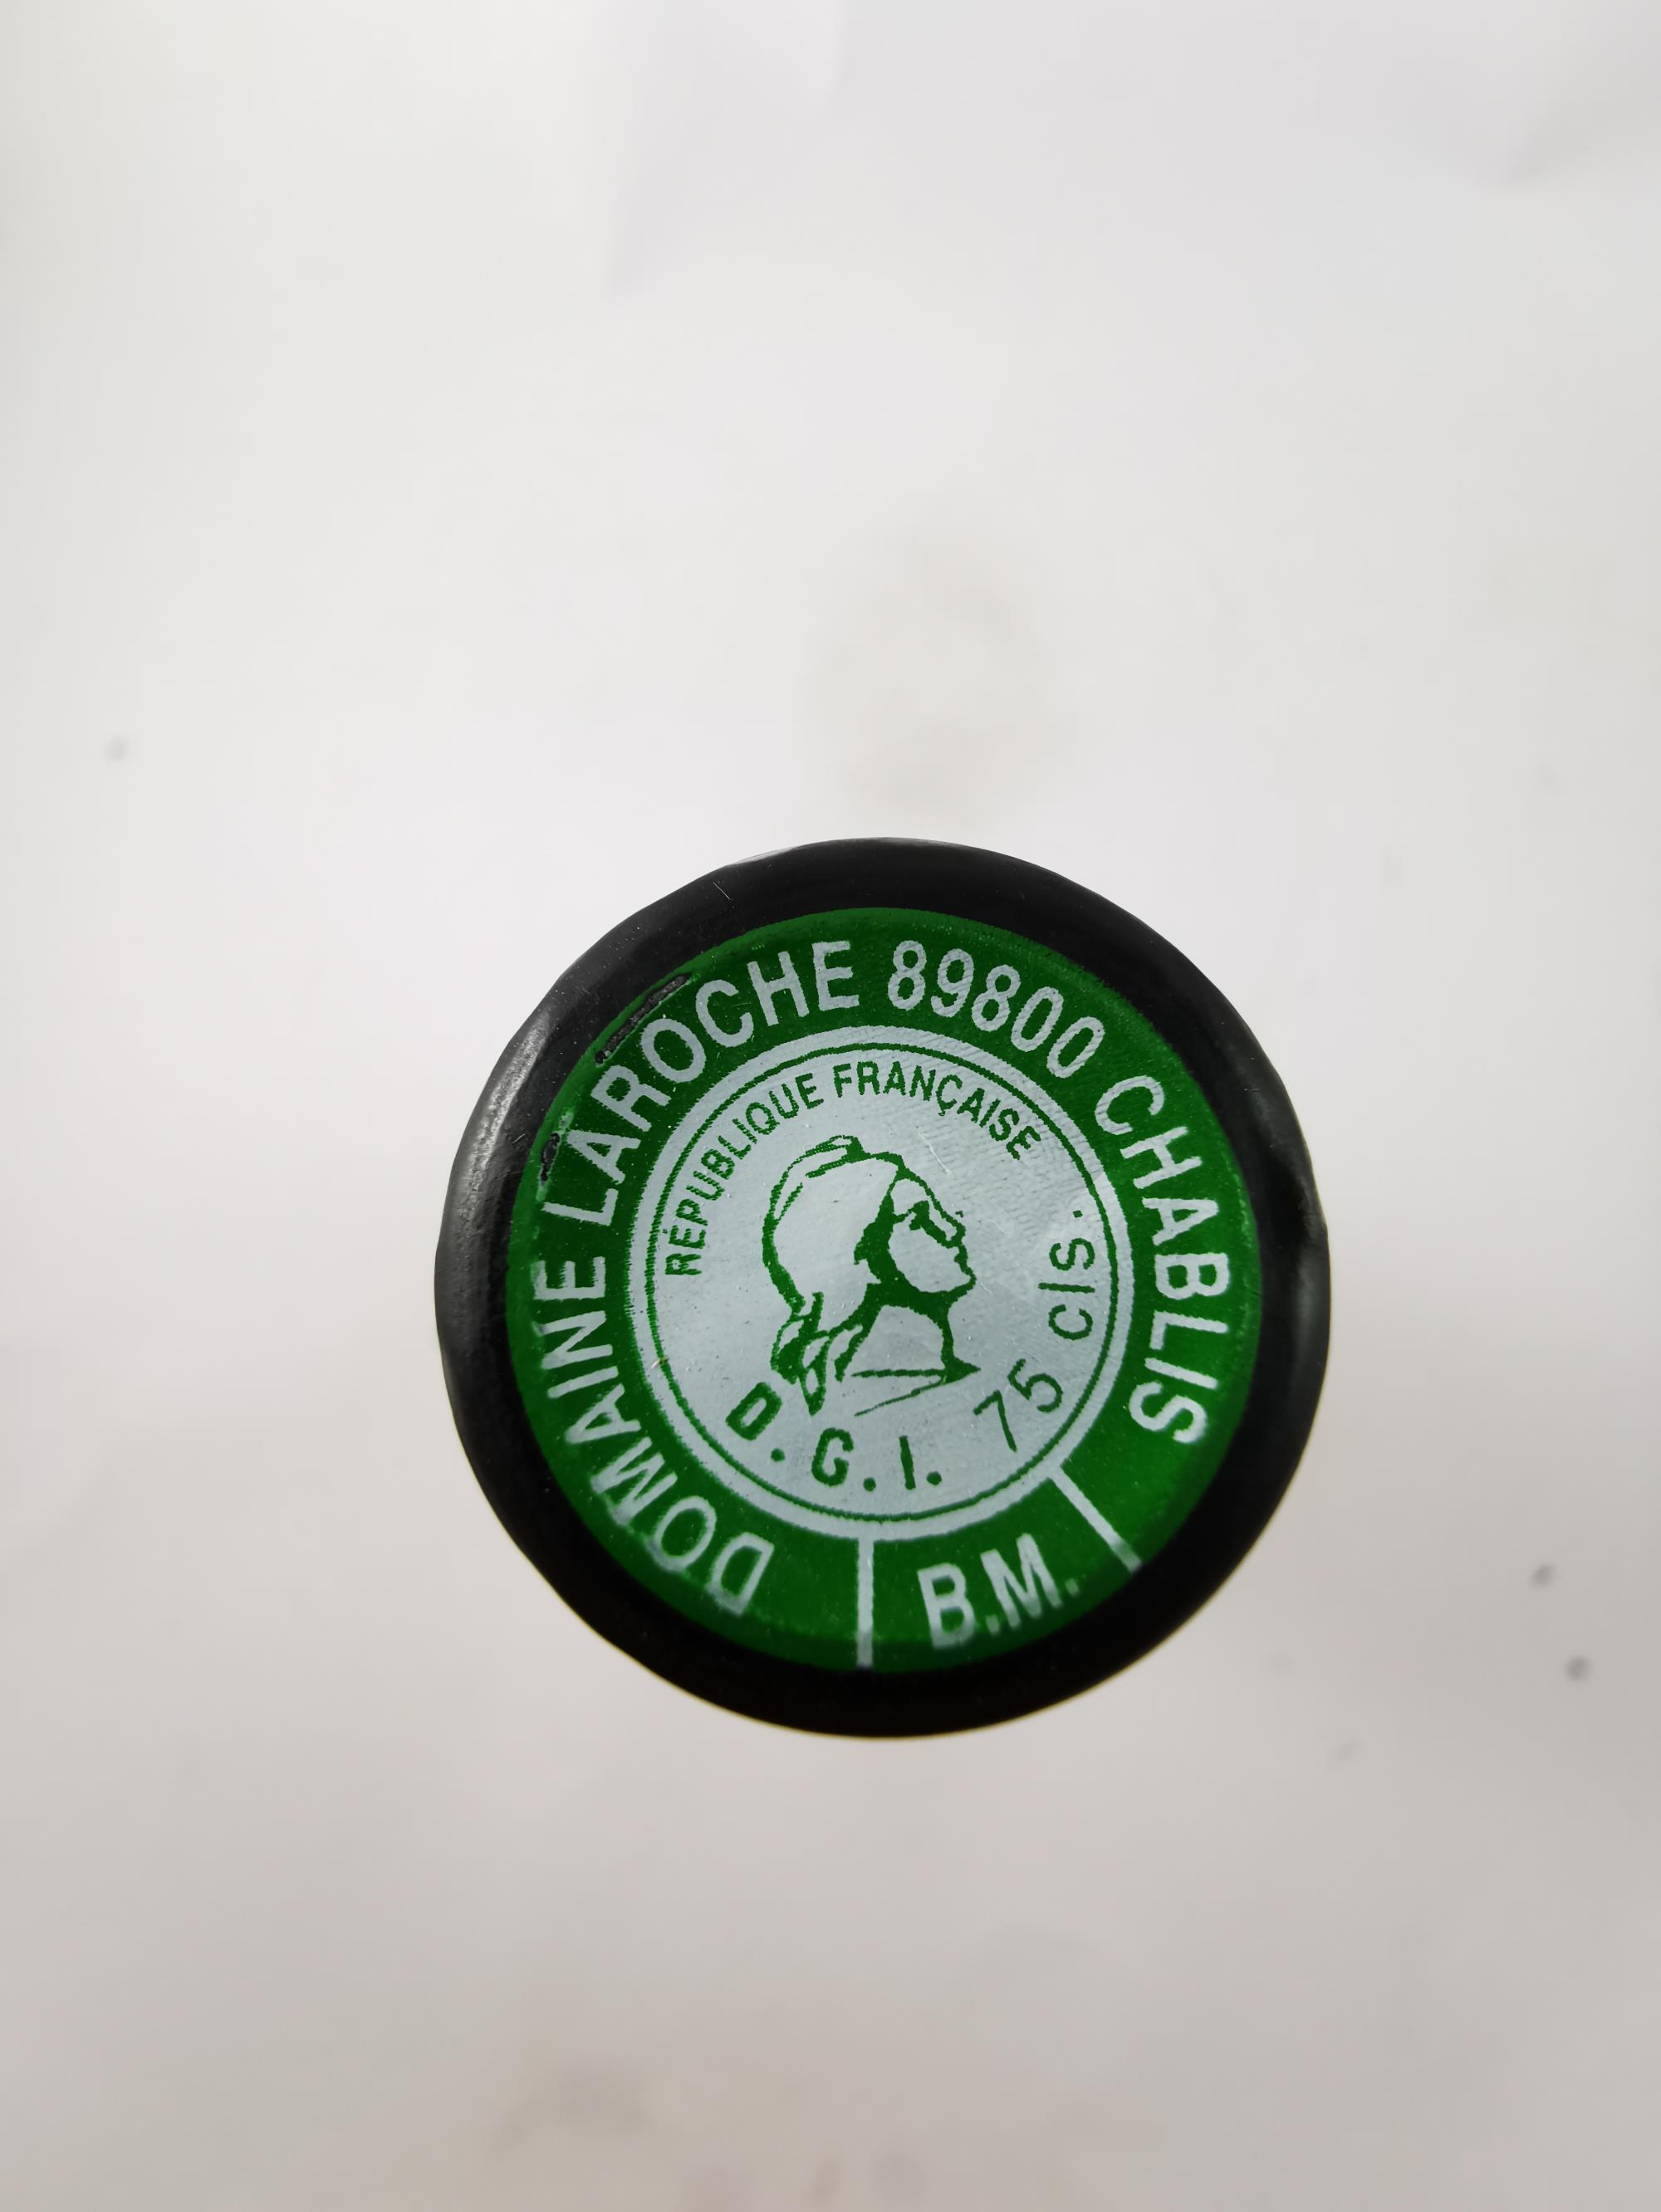 DOMAINE LAROCHE 89800 CHABLIS
B.M.
RÉPUBLIQUE FRANÇAISE
D.G.I. 75 cls.